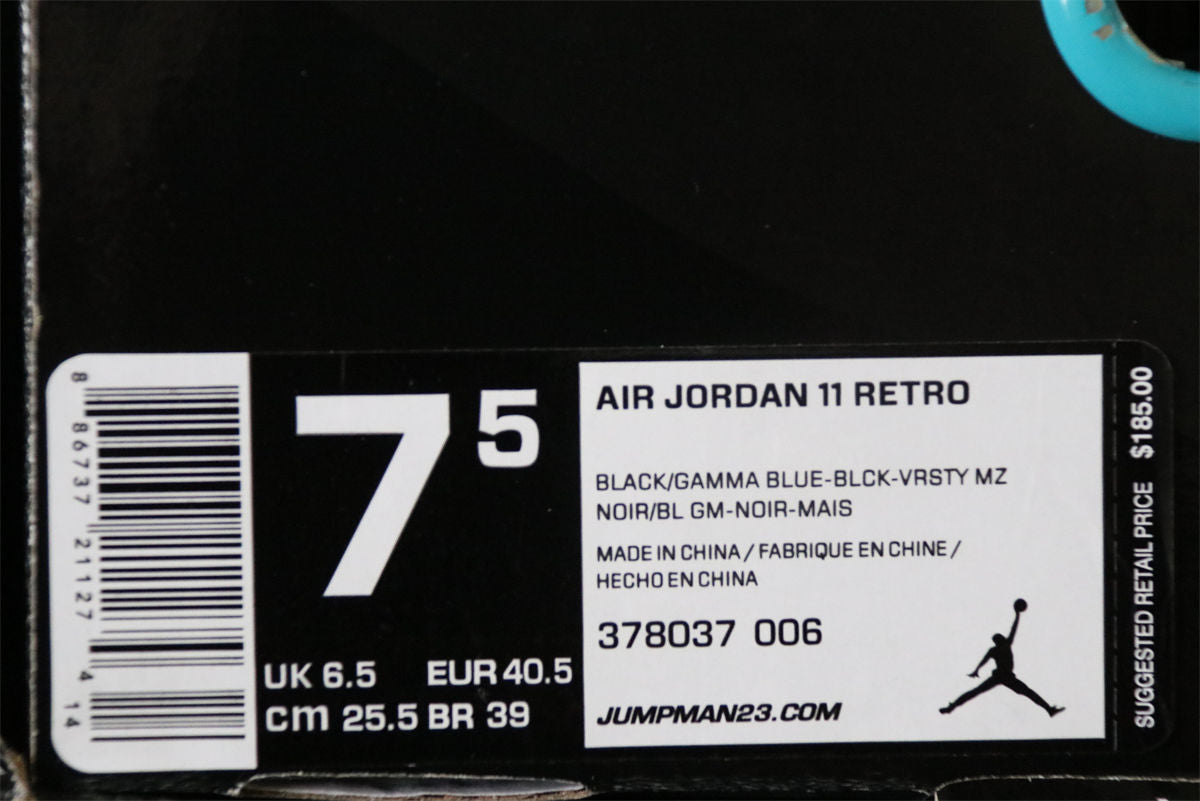 8 86737 21127 4 14
7 5
UK 6.5 EUR 40.5
cm 25.5 BR 39
AIR JORDAN 11 RETRO
BLACK/GAMMA BLUE-BLCK-VRSTY MZ
NOIR/BL GM-NOIR-MAIS
MADE IN CHINA / FABRIQUE EN CHINE /
HECHO EN CHINA
378037 006
JUMPMAN23.COM
SUGGESTED RETAIL PRICE $185.00